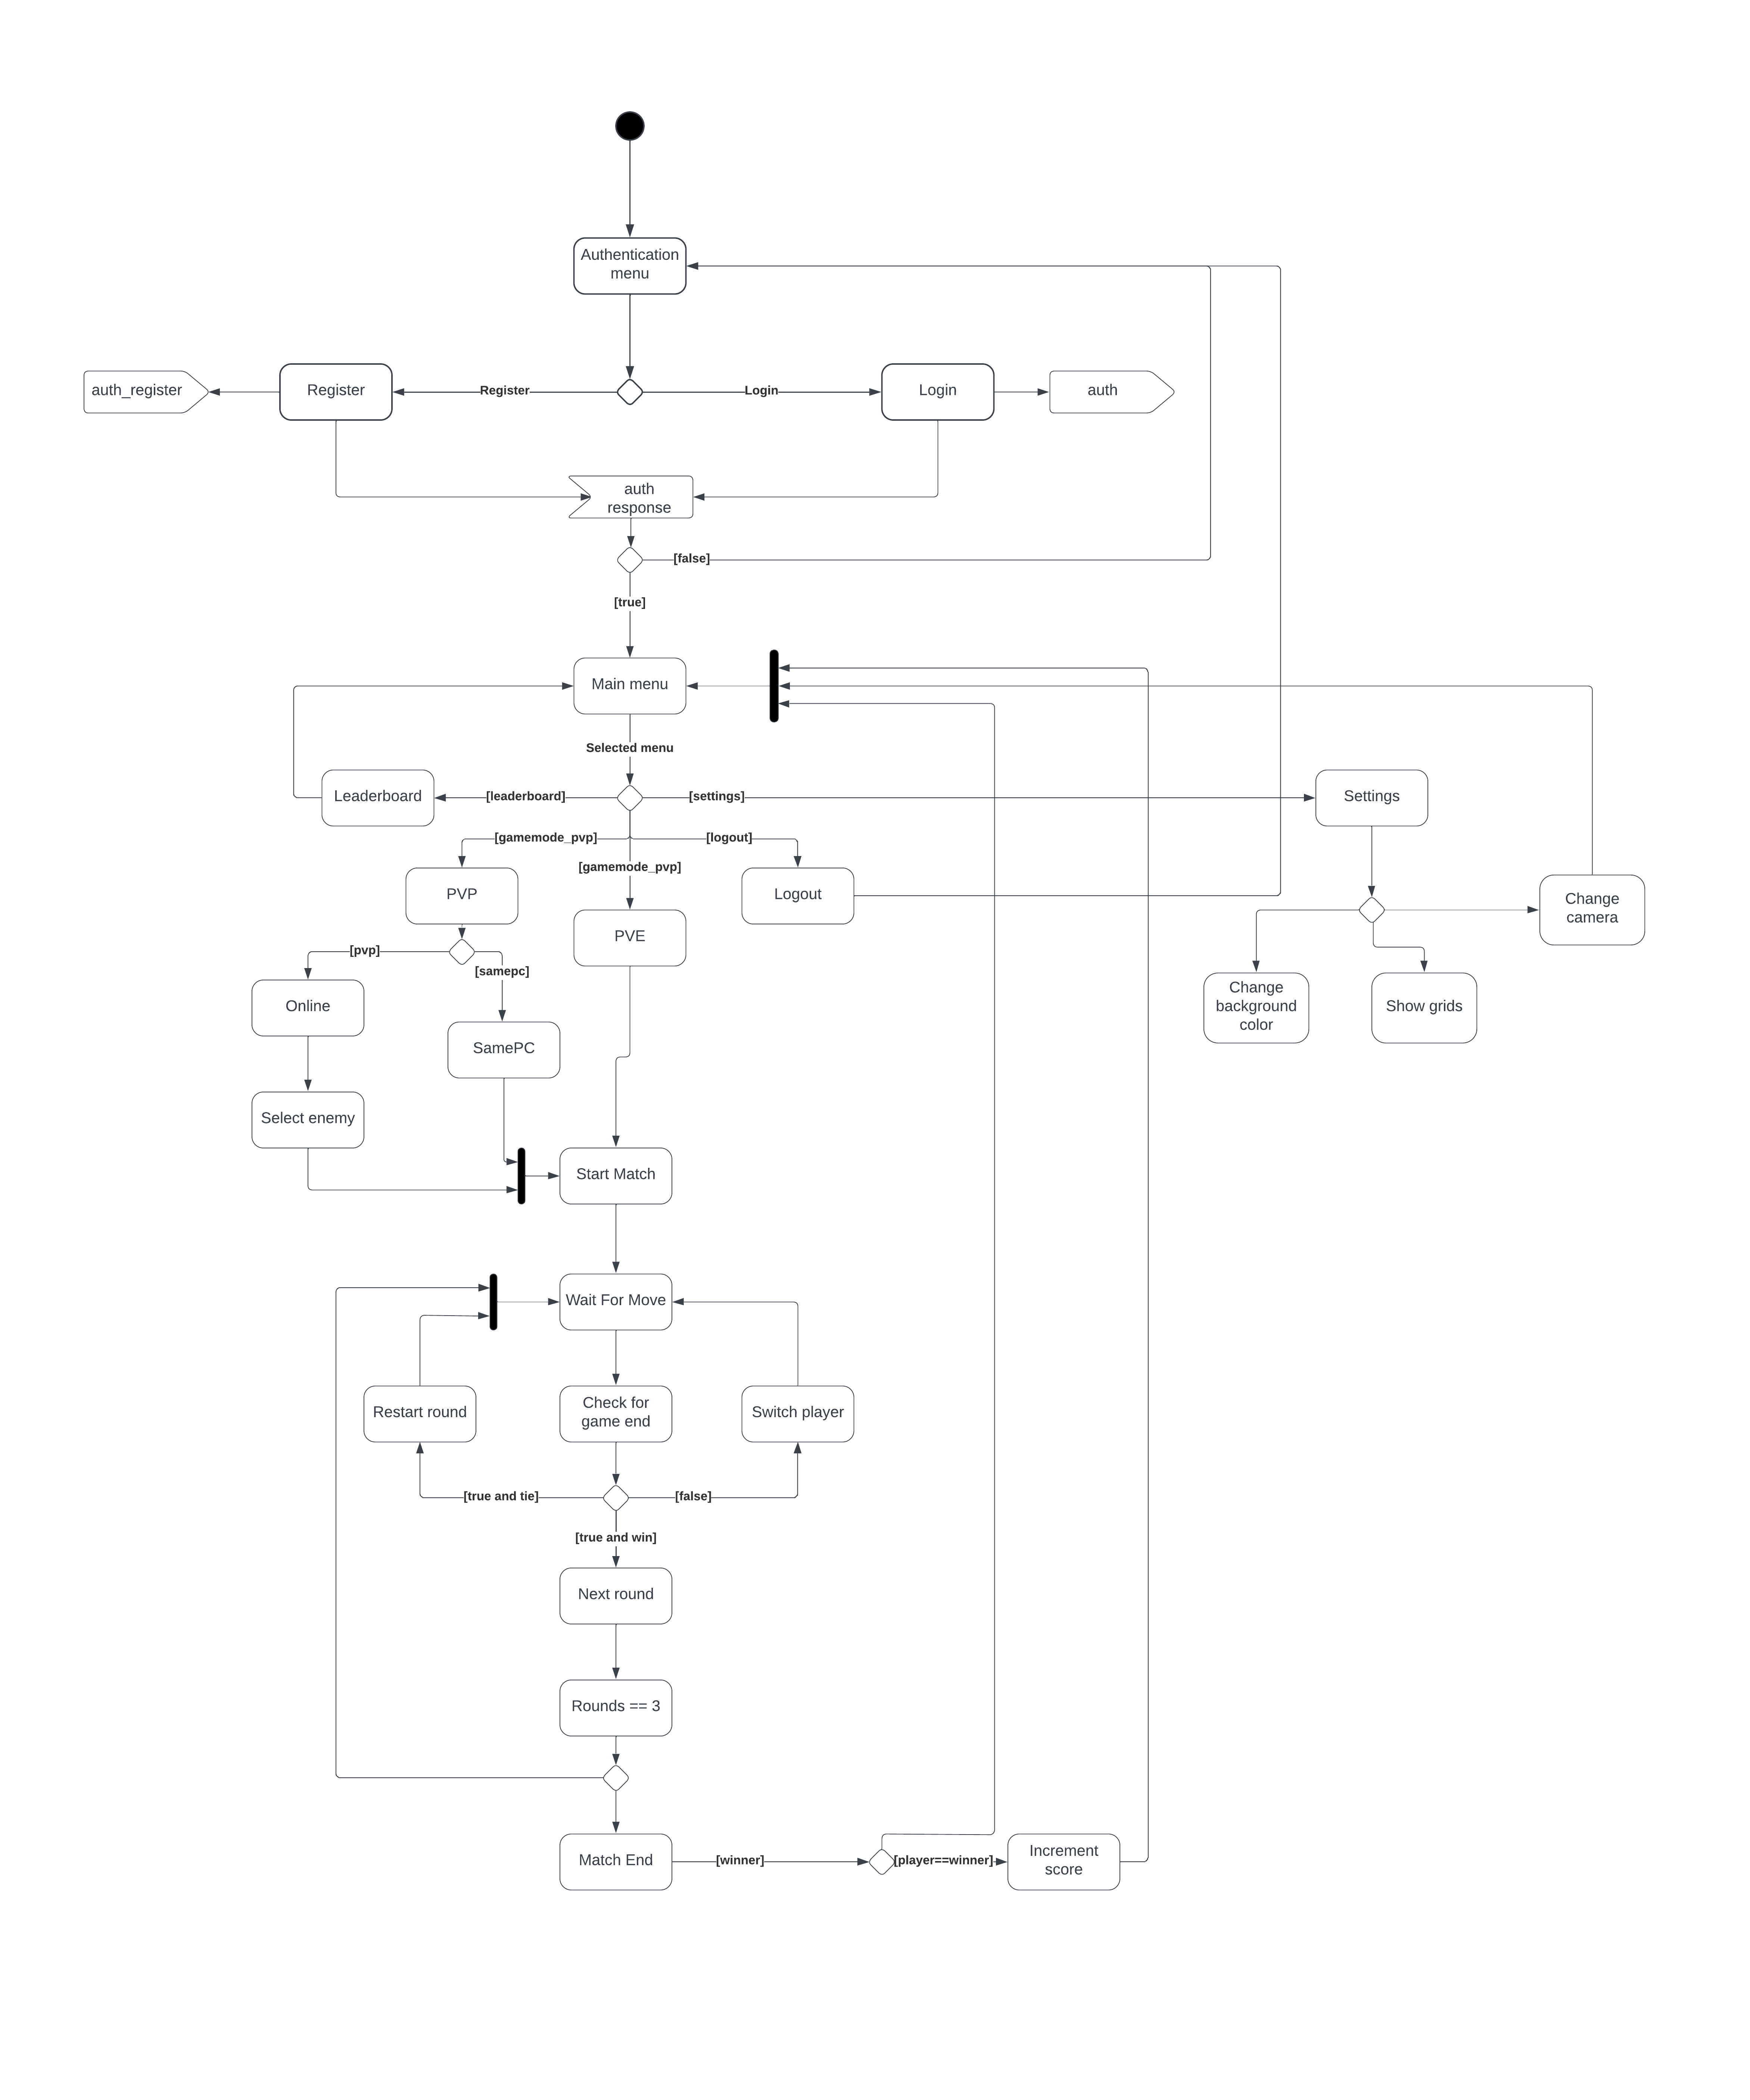 Authentication
menu
auth_register
Register
Register
Login
Login
auth
auth
response
[false]
[true]
Main menu
Selected menu
Leaderboard
[leaderboard]
[settings]
Settings
[gamemode_pvp]
[logout]
[gamemode_pvp]
PVP
Logout
Change
camera
PVE
[pvp]
[samepc]
Online
Change
background
color
Show grids
SamePC
Select enemy
Start Match
Wait For Move
Restart round
Check for
game end
Switch player
[true and tie]
[false]
[true and win]
Next round
Rounds == 3
Match End
[winner]
[player==winner]
Increment
score